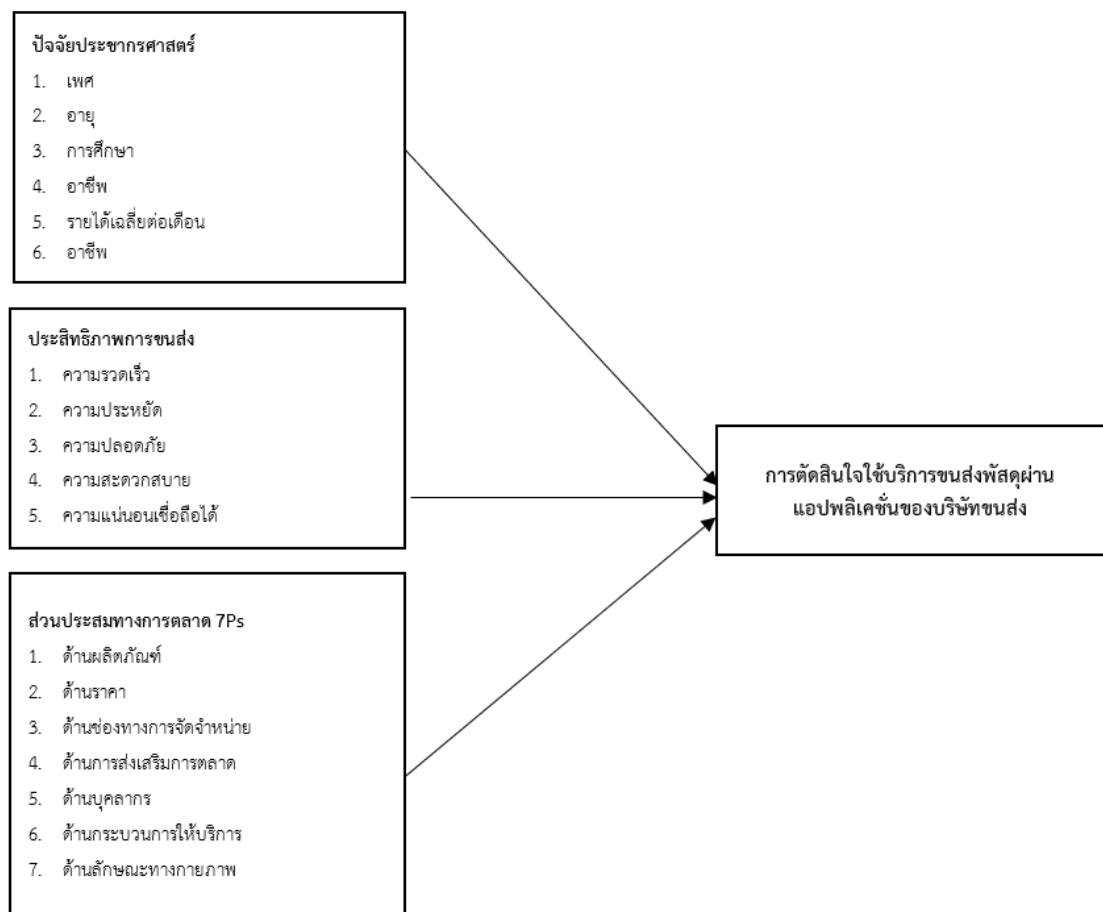 ปัจจัยประชากรศาสตร์
1. เพศ
2. อายุ
3. การศึกษา
4. อาชีพ
5. รายได้เฉลี่ยต่อเดือน
6. อาชีพ
ประสิทธิภาพการขนส่ง
1. ความรวดเร็ว
2. ความประหยัด
3. ความปลอดภัย
4. ความสะดวกสบาย
5. ความแน่นอนเชื่อถือได้
ส่วนประสมทางการตลาด 7Ps
1. ด้านผลิตภัณฑ์
2. ด้านราคา
3. ด้านช่องทางการจัดจำหน่าย
4. ด้านการส่งเสริมการตลาด
5. ด้านบุคลากร
6. ด้านกระบวนการให้บริการ
7. ด้านลักษณะทางกายภาพ
การตัดสินใจใช้บริการขนส่งพัสดุผ่าน
แอปพลิเคชั่นของบริษัทขนส่ง